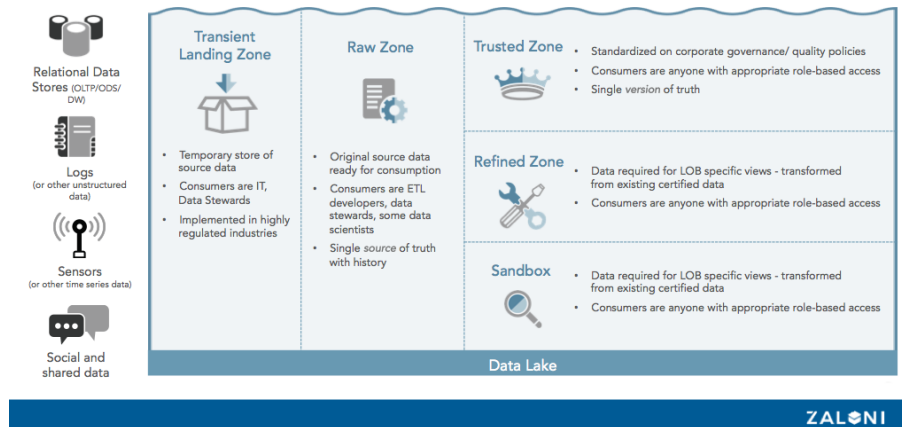 Relational Data
Stores (OLTP/ODS/
DW)
Logs
(or other unstructured
data)
Sensors
(or other time series data)
Social and
shared data
Transient
Landing Zone
• Temporary store of
source data
• Consumers are IT,
Data Stewards
• Implemented in highly
regulated industries
Raw Zone
• Original source data
ready for consumption
• Consumers are ETL
developers, data
stewards, some data
scientists
• Single source of truth
with history
Trusted Zone
• Standardized on corporate governance/ quality policies
• Consumers are anyone with appropriate role-based access
• Single version of truth
Refined Zone
• Data required for LOB specific views - transformed
from existing certified data
• Consumers are anyone with appropriate role-based access
Sandbox
• Data required for LOB specific views - transformed
from existing certified data
• Consumers are anyone with appropriate role-based access
Data Lake
ZALONI